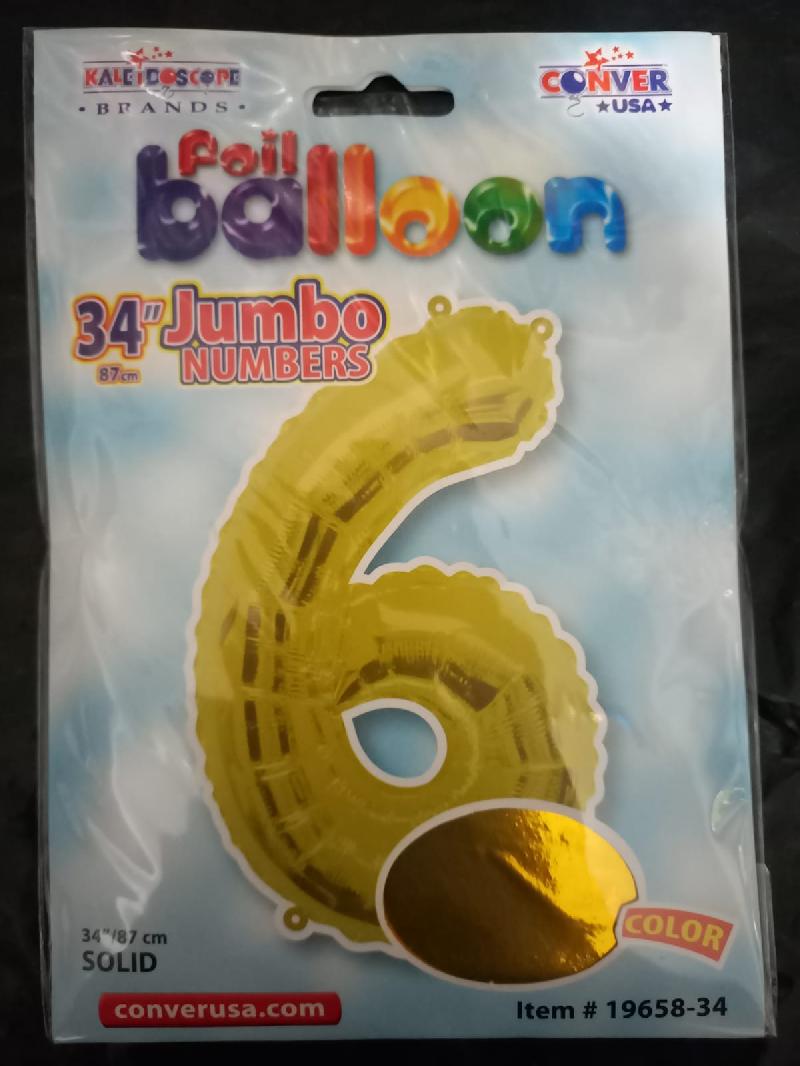 KALEIDOSCOPE
• BRANDS •
CONVER
★USA★
foil
balloon
34" Jumbo
87cm NUMBERS
6
34"/87 cm
SOLID
COLOR
converusa.com
Item # 19658-34